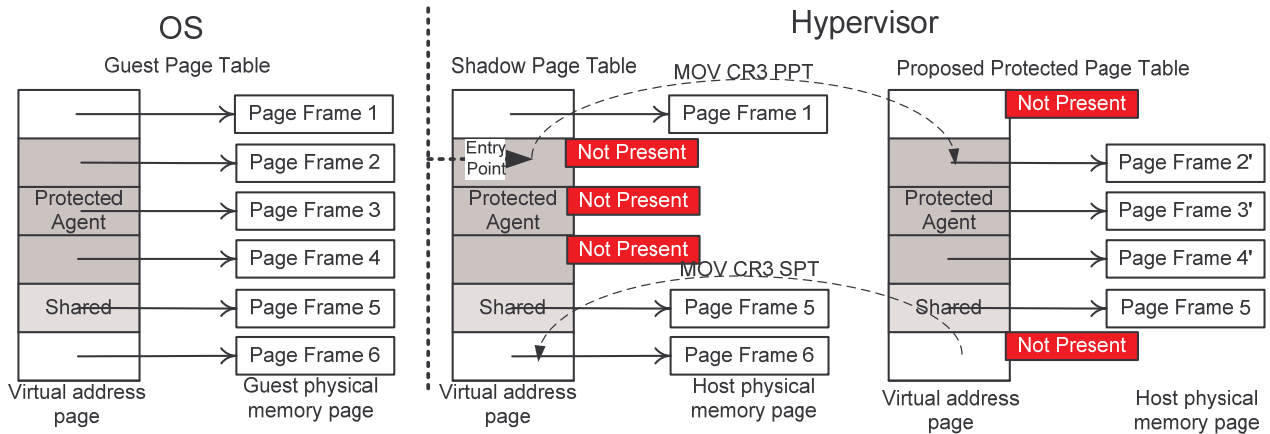 OS
Hypervisor
Guest Page Table
Shadow Page Table
MOV CR3 PPT
Proposed Protected Page Table
Page Frame 1
Page Frame 1
Not Present
Page Frame 2
Entry
Point
Not Present
Page Frame 2'
Protected
Agent
Page Frame 3
Protected
Agent
Not Present
Protected
Agent
Page Frame 3'
Page Frame 4
Not Present
Page Frame 4'
MOV CR3 SPT
Shared
Page Frame 5
Shared
Page Frame 5
Shared
Page Frame 5
Page Frame 6
Page Frame 6
Not Present
Virtual address
page
Guest physical
memory page
Virtual address
page
Host physical
memory page
Virtual address
page
Host physical
memory page